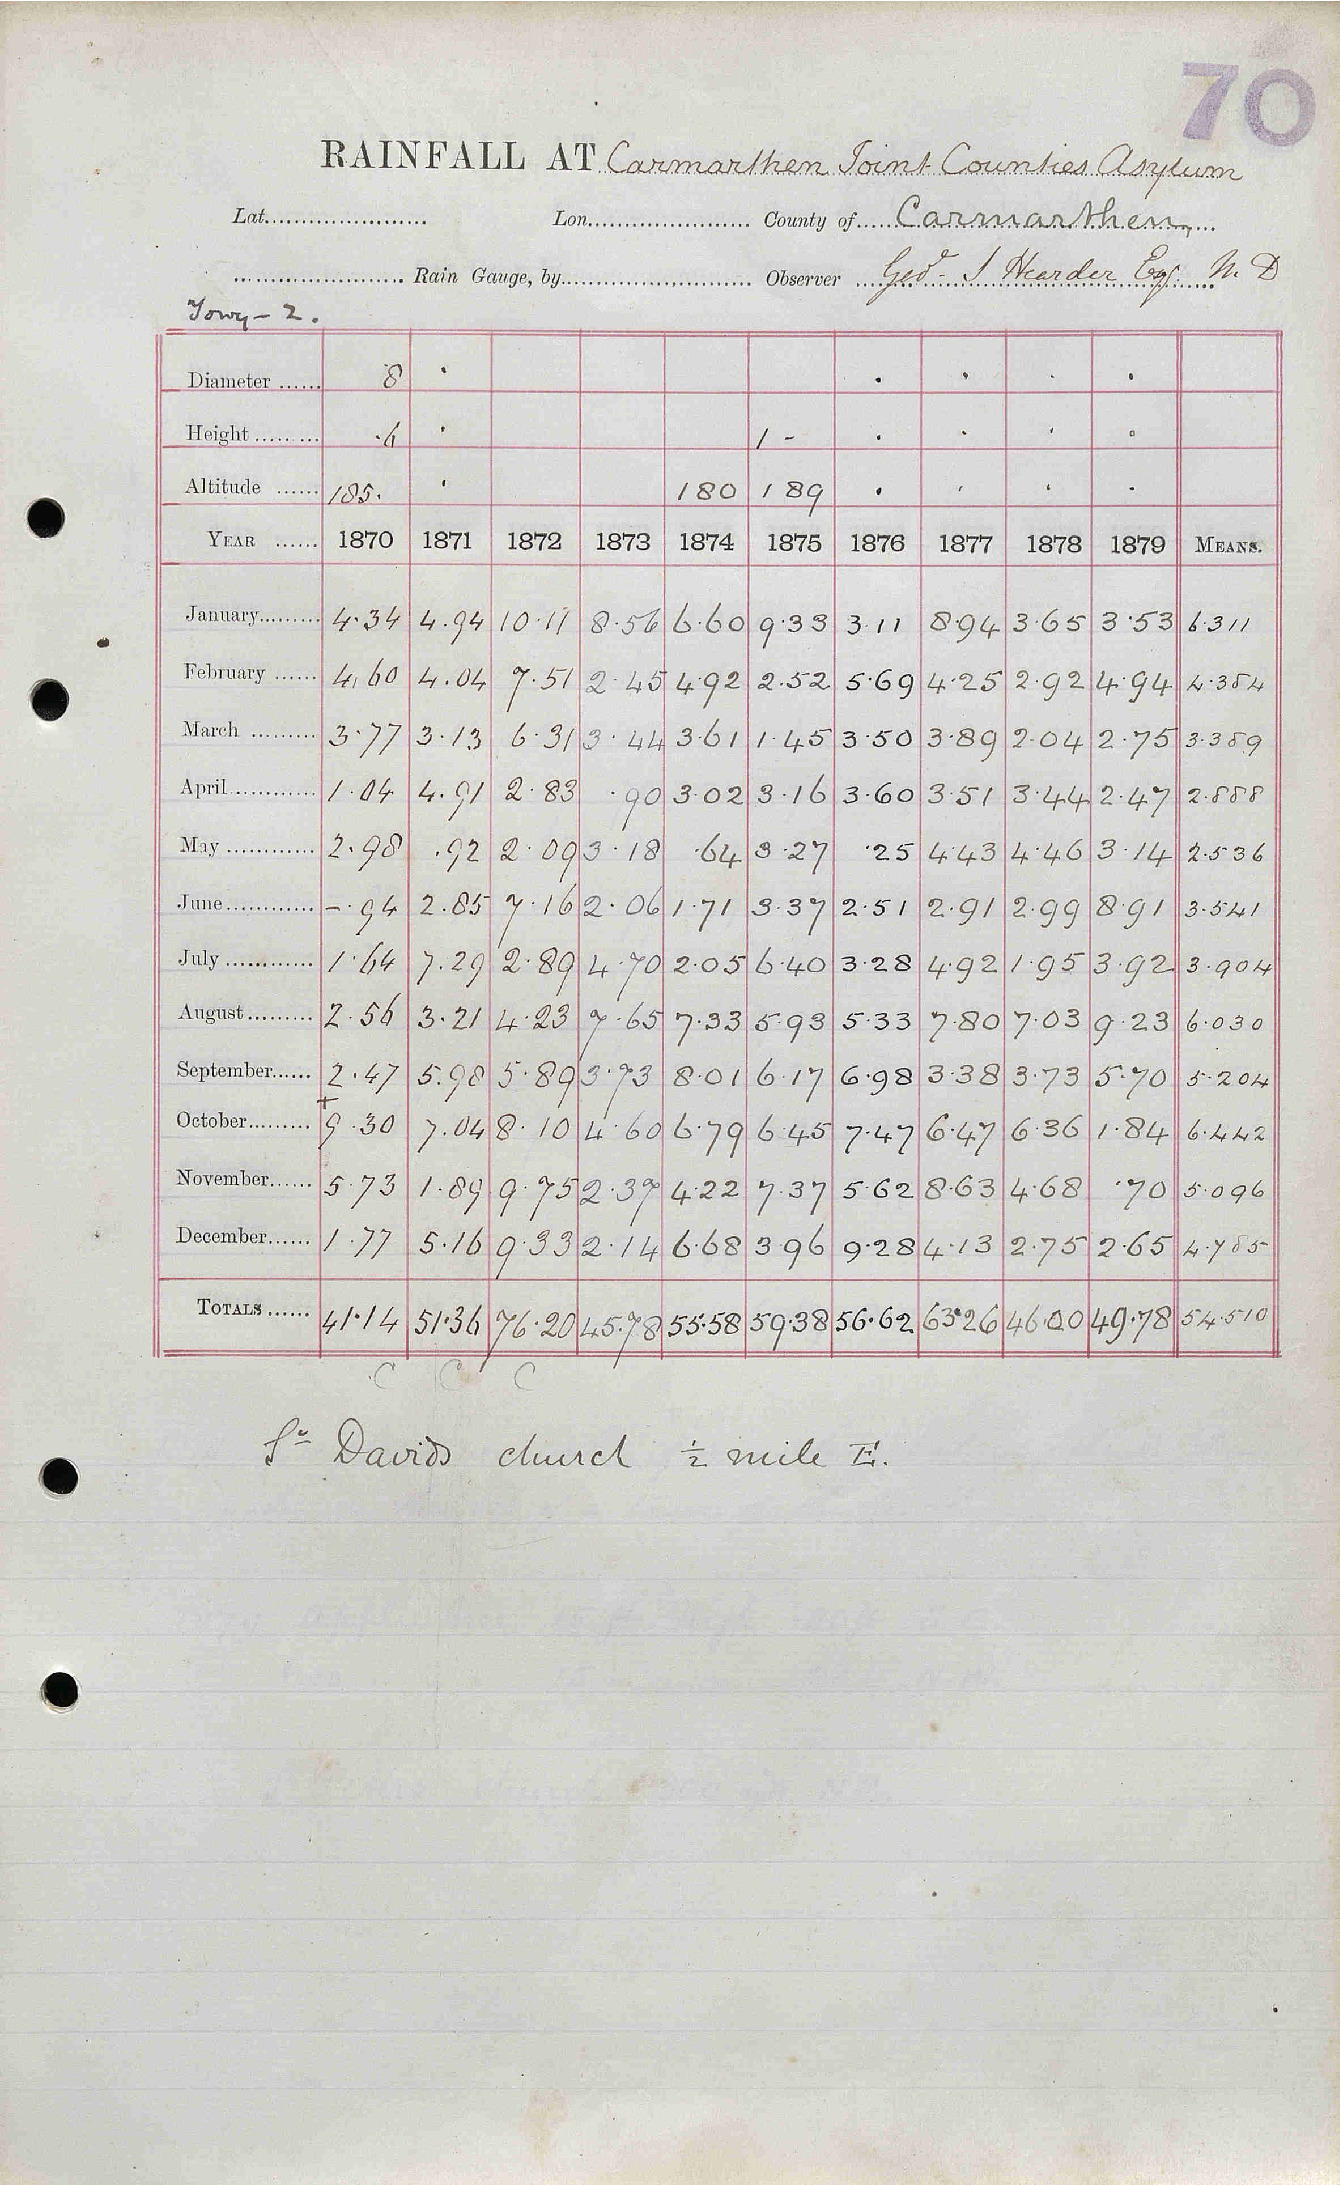 70
RAINFALL AT Carmarthen Joint Counties Asylum
Lat. Lon. County of Carmarthen
Rain Gauge, by Observer Geo. J Hearder Esq. M. D
Towy - 2.
Diameter 8 · · · · ·
Height .6 · 1 - · · · ·
Altitude 185. · 180 189 · · · ·
YEAR 1870 1871 1872 1873 1874 1875 1876 1877 1878 1879 MEANS.
January 4.34 4.94 10.11 8.56 6.60 9.33 3.11 8.94 3.65 3.53 6.311
February 4.60 4.04 7.51 2.45 4.92 2.52 5.69 4.25 2.92 4.94 4.384
March 3.77 3.13 6.31 3.44 3.61 1.45 3.50 3.89 2.04 2.75 3.389
April 1.04 4.91 2.83 .90 3.02 3.16 3.60 3.51 3.44 2.47 2.888
May 2.98 .92 2.09 3.18 .64 3.27 .25 4.43 4.46 3.14 2.536
June -.94 2.85 7.16 2.06 1.71 3.37 2.51 2.91 2.99 8.91 3.541
July 1.64 7.29 2.89 4.70 2.05 6.40 3.28 4.92 1.95 3.92 3.904
August 2.56 3.21 4.23 7.65 7.33 5.93 5.33 7.80 7.03 9.23 6.030
September 2.47 5.98 5.89 3.73 8.01 6.17 6.98 3.38 3.73 5.70 5.204
+
October 9.30 7.04 8.10 4.60 6.79 6.45 7.47 6.47 6.36 1.84 6.442
November 5.73 1.89 9.75 2.37 4.22 7.37 5.62 8.63 4.68 .70 5.096
December 1.77 5.16 9.33 2.14 6.68 3.96 9.28 4.13 2.75 2.65 4.785
TOTALS 41.14 51.36 76.20 45.78 55.58 59.38 56.62 63.26 46.00 49.78 54.510
C C C
St Davids church ½ mile E.